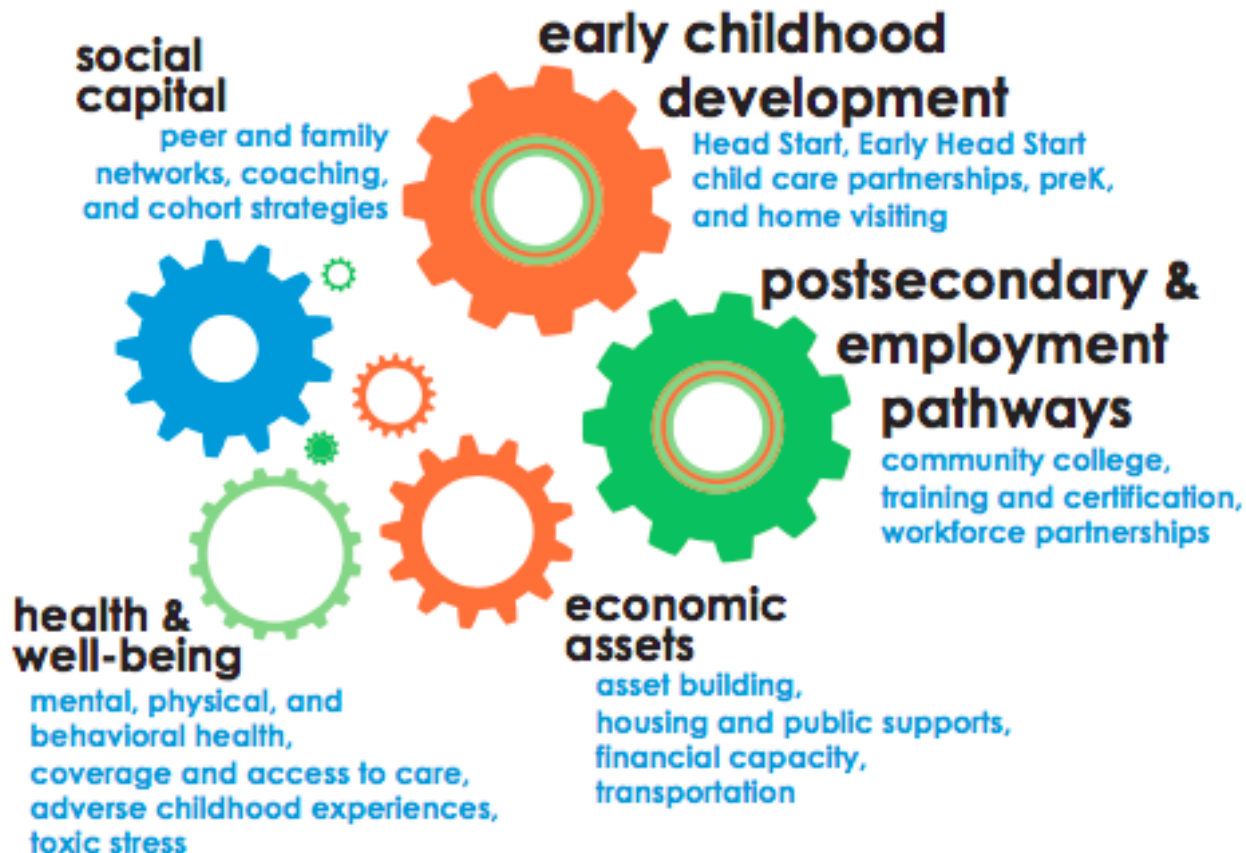 social
capital
peer and family
networks, coaching,
and cohort strategies
early childhood
development
Head Start, Early Head Start
child care partnerships, preK,
and home visiting
postsecondary &
employment
pathways
community college,
training and certification,
workforce partnerships
health &
well-being
mental, physical, and
behavioral health,
coverage and access to care,
adverse childhood experiences,
toxic stress
economic
assets
asset building,
housing and public supports,
financial capacity,
transportation